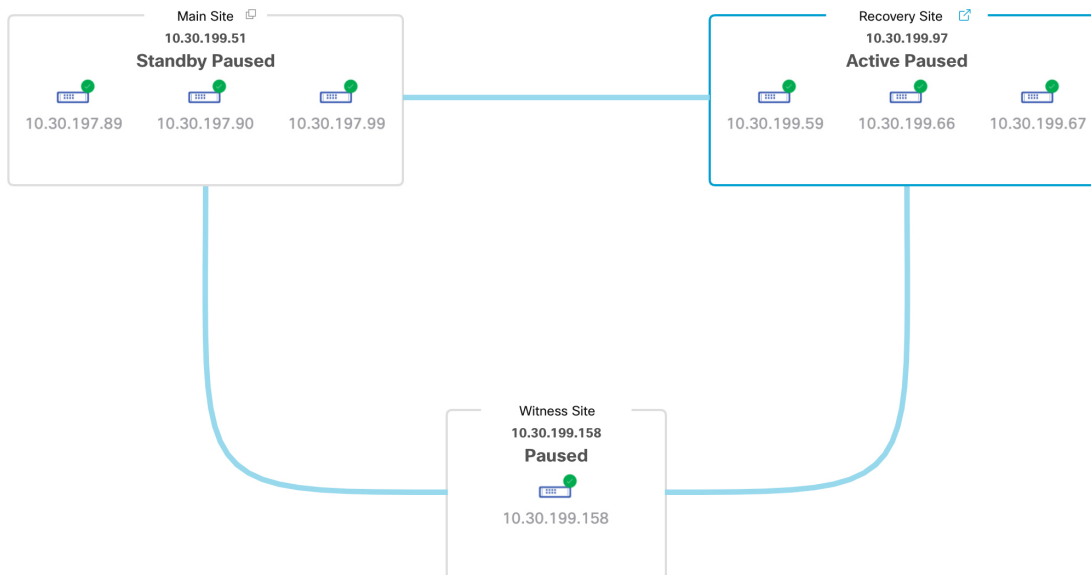 Main Site
10.30.199.51
Standby Paused
10.30.197.89
10.30.197.90
10.30.197.99
Recovery Site
10.30.199.97
Active Paused
10.30.199.59
10.30.199.66
10.30.199.67
Witness Site
10.30.199.158
Paused
10.30.199.158